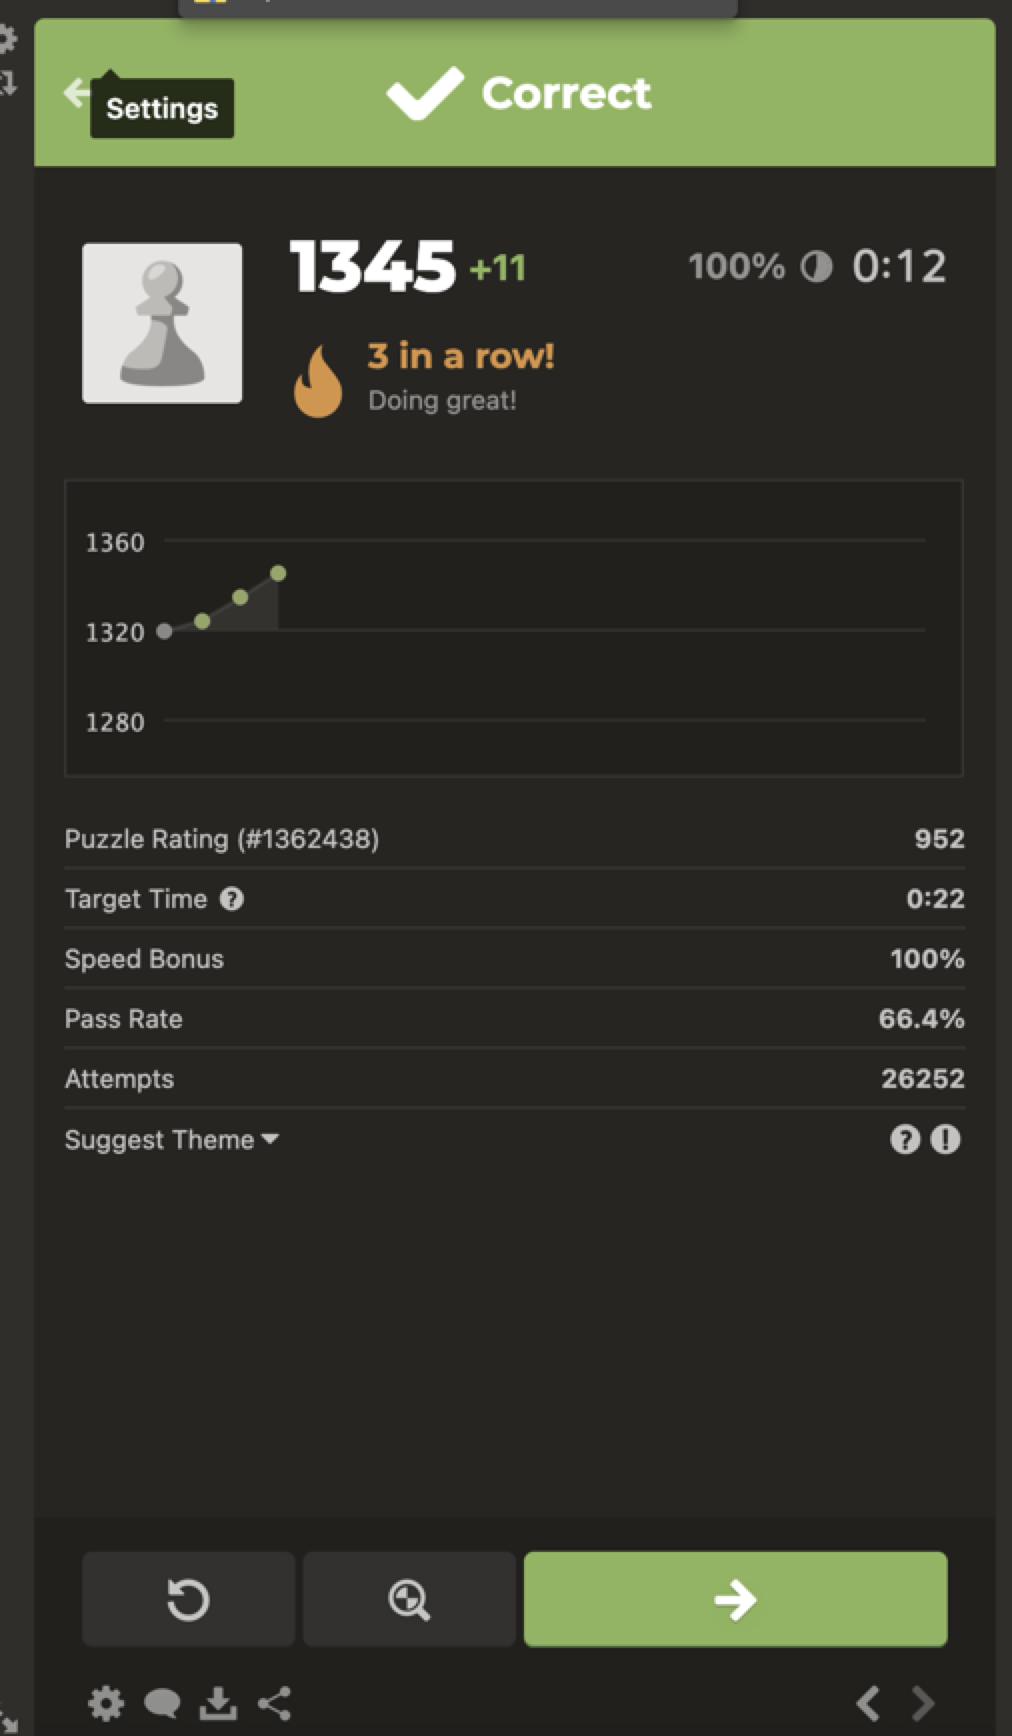 Settings
Correct
1345 +11
100% 0:12
3 in a row!
Doing great!
1360
1320
1280
Puzzle Rating (#1362438) 952
Target Time ? 0:22
Speed Bonus 100%
Pass Rate 66.4%
Attempts 26252
Suggest Theme ? !